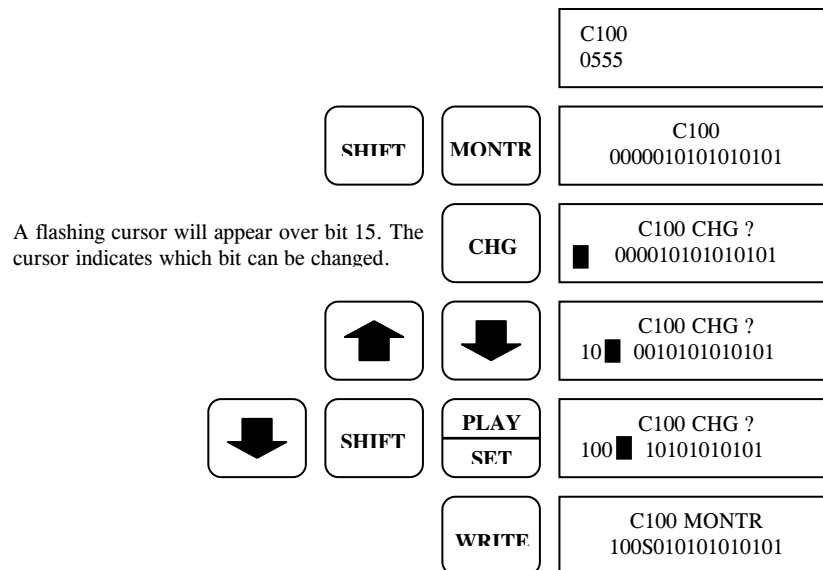 C100
0555
SHIFT MONTR C100
0000010101010101
A flashing cursor will appear over bit 15. The
cursor indicates which bit can be changed.
CHG
C100 CHG ?
000010101010101
C100 CHG ?
10 0010101010101
SHIFT
PLAY
SET
C100 CHG ?
100 10101010101
WRITE
C100 MONTR
100S010101010101